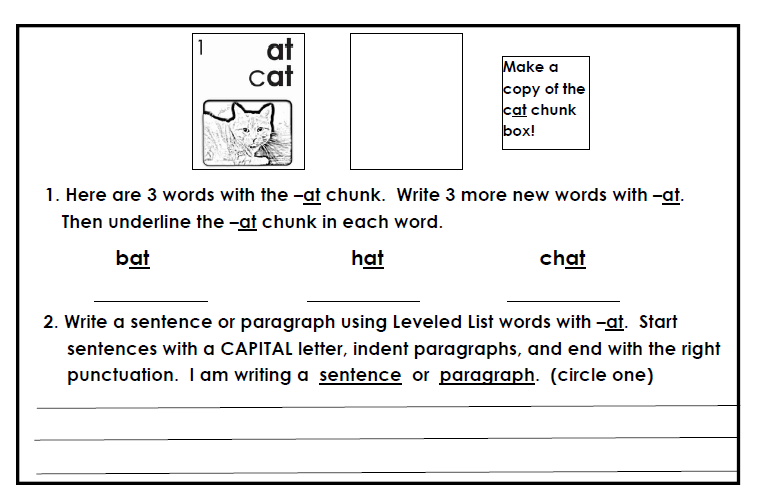 1 at
cat
Make a
copy of the
cat chunk
box!
1. Here are 3 words with the –at chunk. Write 3 more new words with –at.
Then underline the –at chunk in each word.
bat hat chat
2. Write a sentence or paragraph using Leveled List words with –at. Start
sentences with a CAPITAL letter, indent paragraphs, and end with the right
punctuation. I am writing a sentence or paragraph. (circle one)